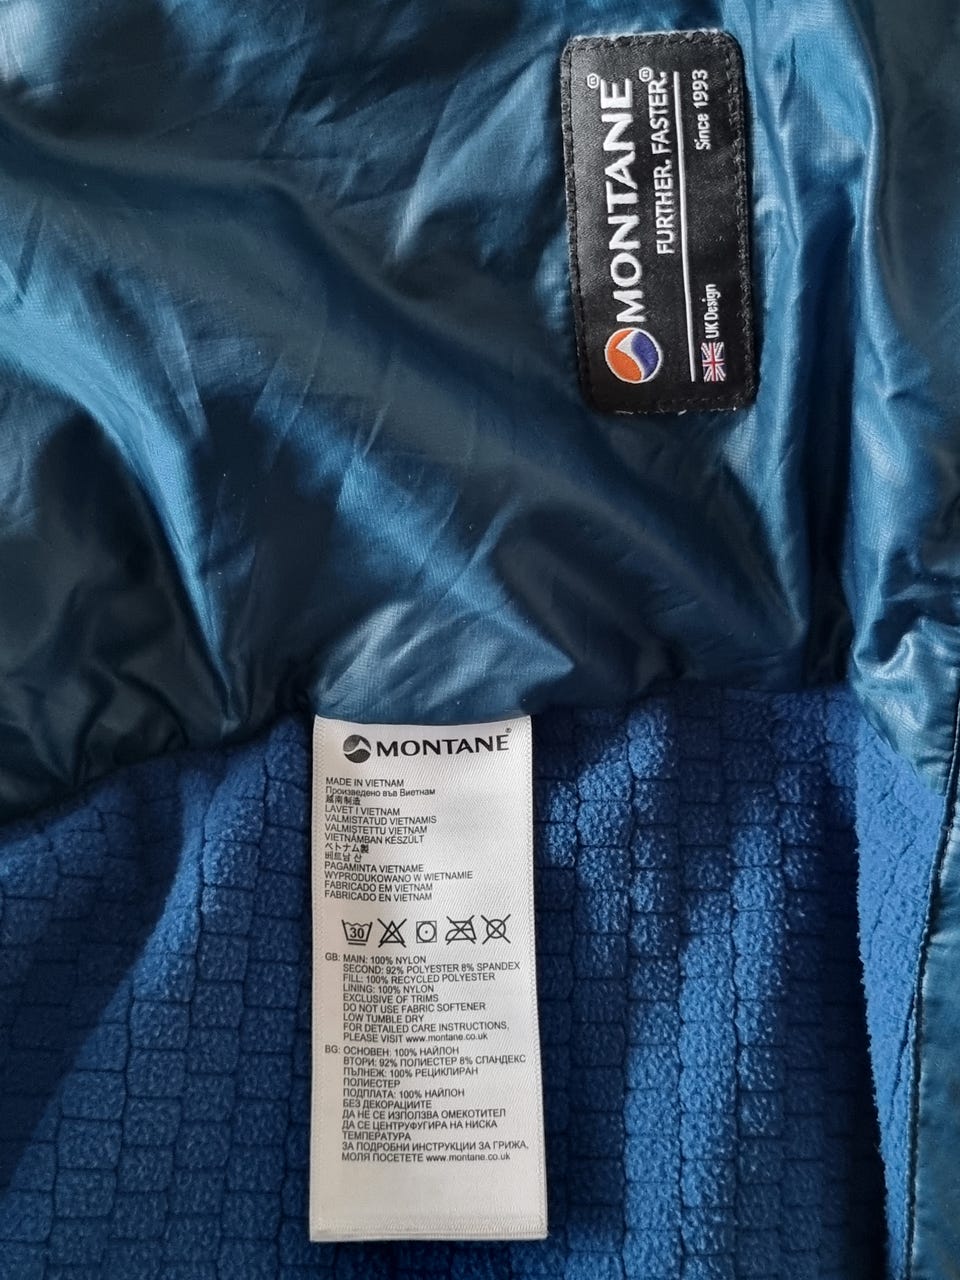 MONTANE®
FURTHER. FASTER.®
UK Design
Since 1993
MONTANE®
MADE IN VIETNAM
Произведено във Виетнам
越南制造
LAVET I VIETNAM
VALMISTATUD VIETNAMIS
VALMISTETTU VIETNAM
VIETNÁMBAN KÉSZÜLT
ベトナム製
베트남 산
PAGAMINTA VIETNAME
WYPRODUKOWANO W WIETNAMIE
FABRICADO EM VIETNAM
FABRICADO EN VIETNAM
30
GB: MAIN: 100% NYLON
SECOND: 92% POLYESTER 8% SPANDEX
FILL: 100% RECYCLED POLYESTER
LINING: 100% NYLON
EXCLUSIVE OF TRIMS
DO NOT USE FABRIC SOFTENER
LOW TUMBLE DRY
FOR DETAILED CARE INSTRUCTIONS,
PLEASE VISIT www.montane.co.uk
BG: ОСНОВЕН: 100% НАЙЛОН
ВТОРИ: 92% ПОЛИЕСТЕР 8% СПАНДЕКС
ПЪЛНЕЖ: 100% РЕЦИКЛИРАН
ПОЛИЕСТЕР
ПОДПЛАТА: 100% НАЙЛОН
БЕЗ ДЕКОРАЦИИТЕ
ДА НЕ СЕ ИЗПОЛЗВА ОМЕКОТИТЕЛ
ДА СЕ ЦЕНТРУФУГИРА НА НИСКА
ТЕМПЕРАТУРА
ЗА ПОДРОБНИ ИНСТРУКЦИИ ЗА ГРИЖА,
МОЛЯ ПОСЕТЕТЕ www.montane.co.uk